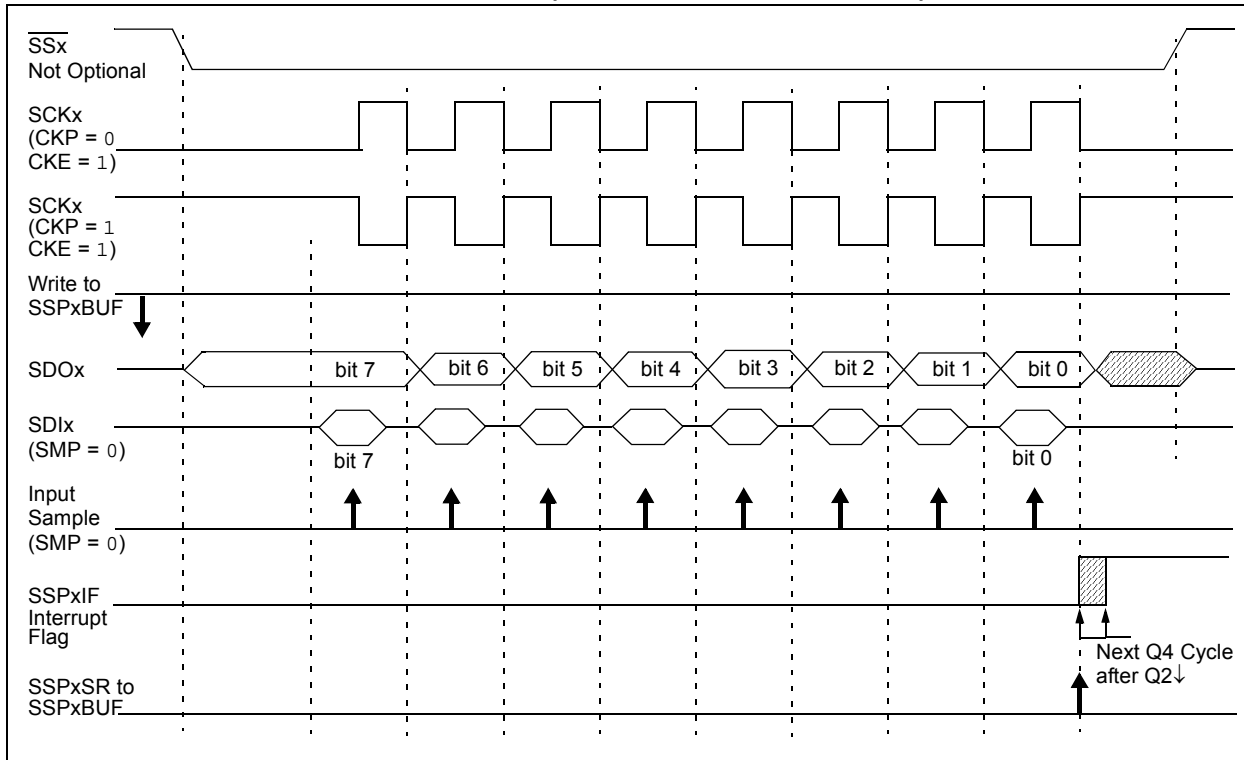 SSx
Not Optional
SCKx
(CKP = 0
CKE = 1)
SCKx
(CKP = 1
CKE = 1)
Write to
SSPxBUF
SDOx
bit 7
bit 6
bit 5
bit 4
bit 3
bit 2
bit 1
bit 0
SDIx
(SMP = 0)
bit 7
bit 0
Input
Sample
(SMP = 0)
SSPxIF
Interrupt
Flag
Next Q4 Cycle
after Q2↓
SSPxSR to
SSPxBUF